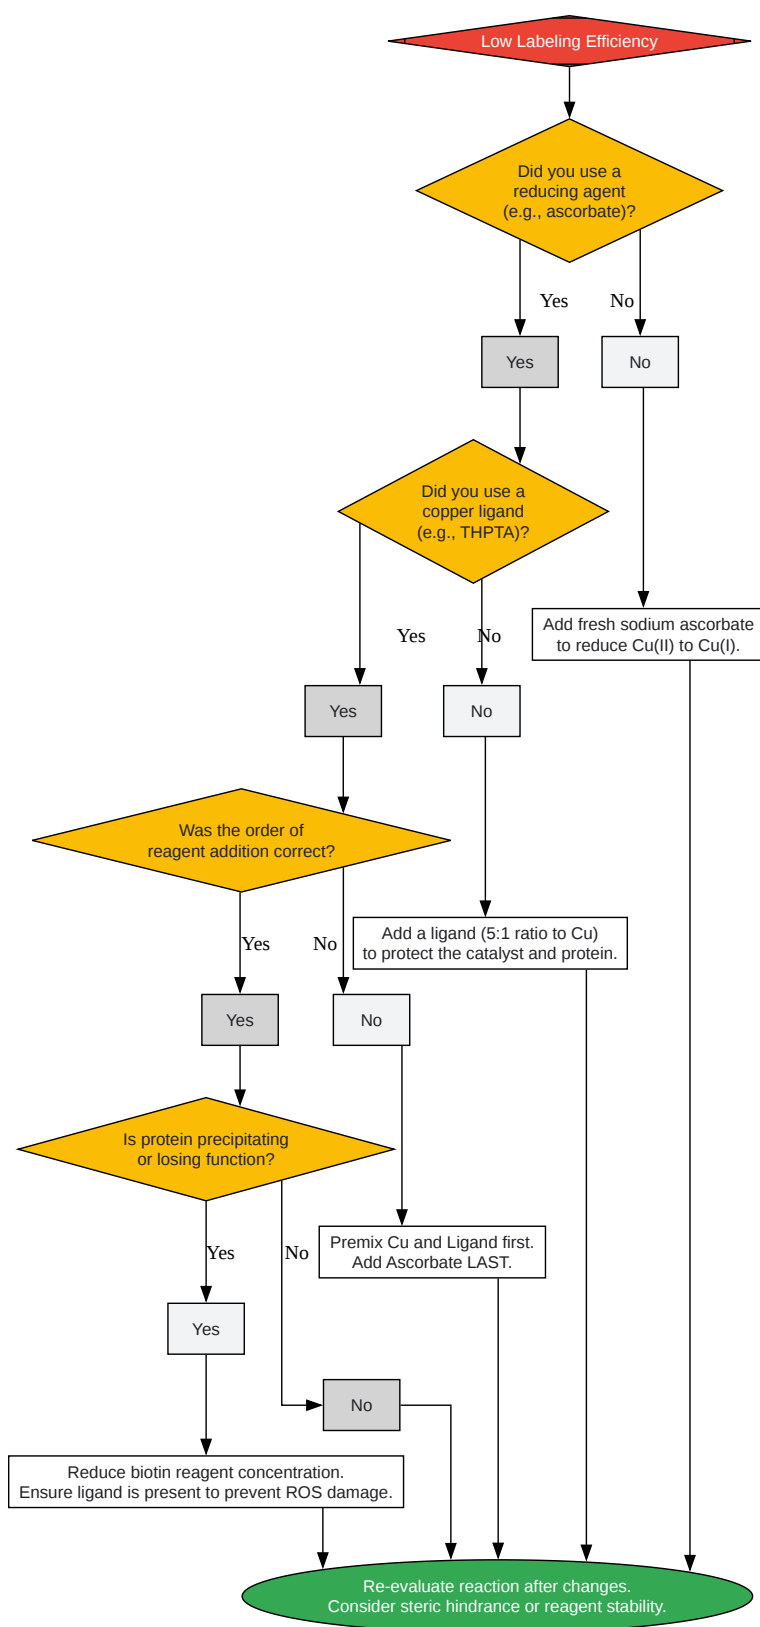 Low Labeling Efficiency
Did you use a
reducing agent
(e.g., ascorbate)?
Yes
No
Yes
No
Did you use a
copper ligand
(e.g., THPTA)?
Add fresh sodium ascorbate
to reduce Cu(II) to Cu(I).
Yes
No
Yes
No
Was the order of
reagent addition correct?
Add a ligand (5:1 ratio to Cu)
to protect the catalyst and protein.
Yes
No
Yes
No
Is protein precipitating
or losing function?
Premix Cu and Ligand first.
Add Ascorbate LAST.
Yes
No
Yes
No
Reduce biotin reagent concentration.
Ensure ligand is present to prevent ROS damage.
Re-evaluate reaction after changes.
Consider steric hindrance or reagent stability.